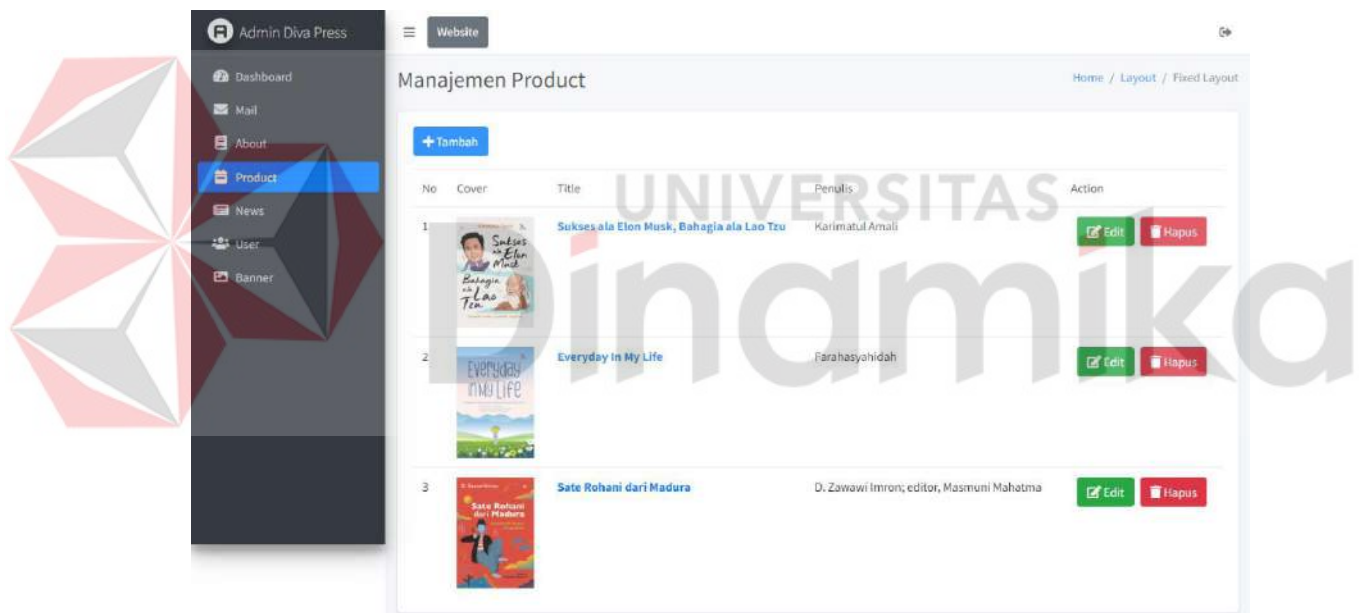 Admin Diva Press
Website
Dashboard
Mail
About
Product
News
User
Banner
Manajemen Product
Home / Layout / Fixed Layout
+Tambah
No Cover Title Penulis Action
1 Sukses ala Elon Musk, Bahagia ala Lao Tzu Karimatul Amali Edit Hapus
Sukses
ala Elon
Musk
Bahagia
ala Lao
Tzu
2 Everyday In My Life Farahasyahidah Edit Hapus
EVERYDAY
IN MY LIFE
3 Sate Rohani dari Madura D. Zawawi Imron; editor, Masmuni Mahatma Edit Hapus
Sate Rohani
dari Madura
UNIVERSITAS
Dinamika